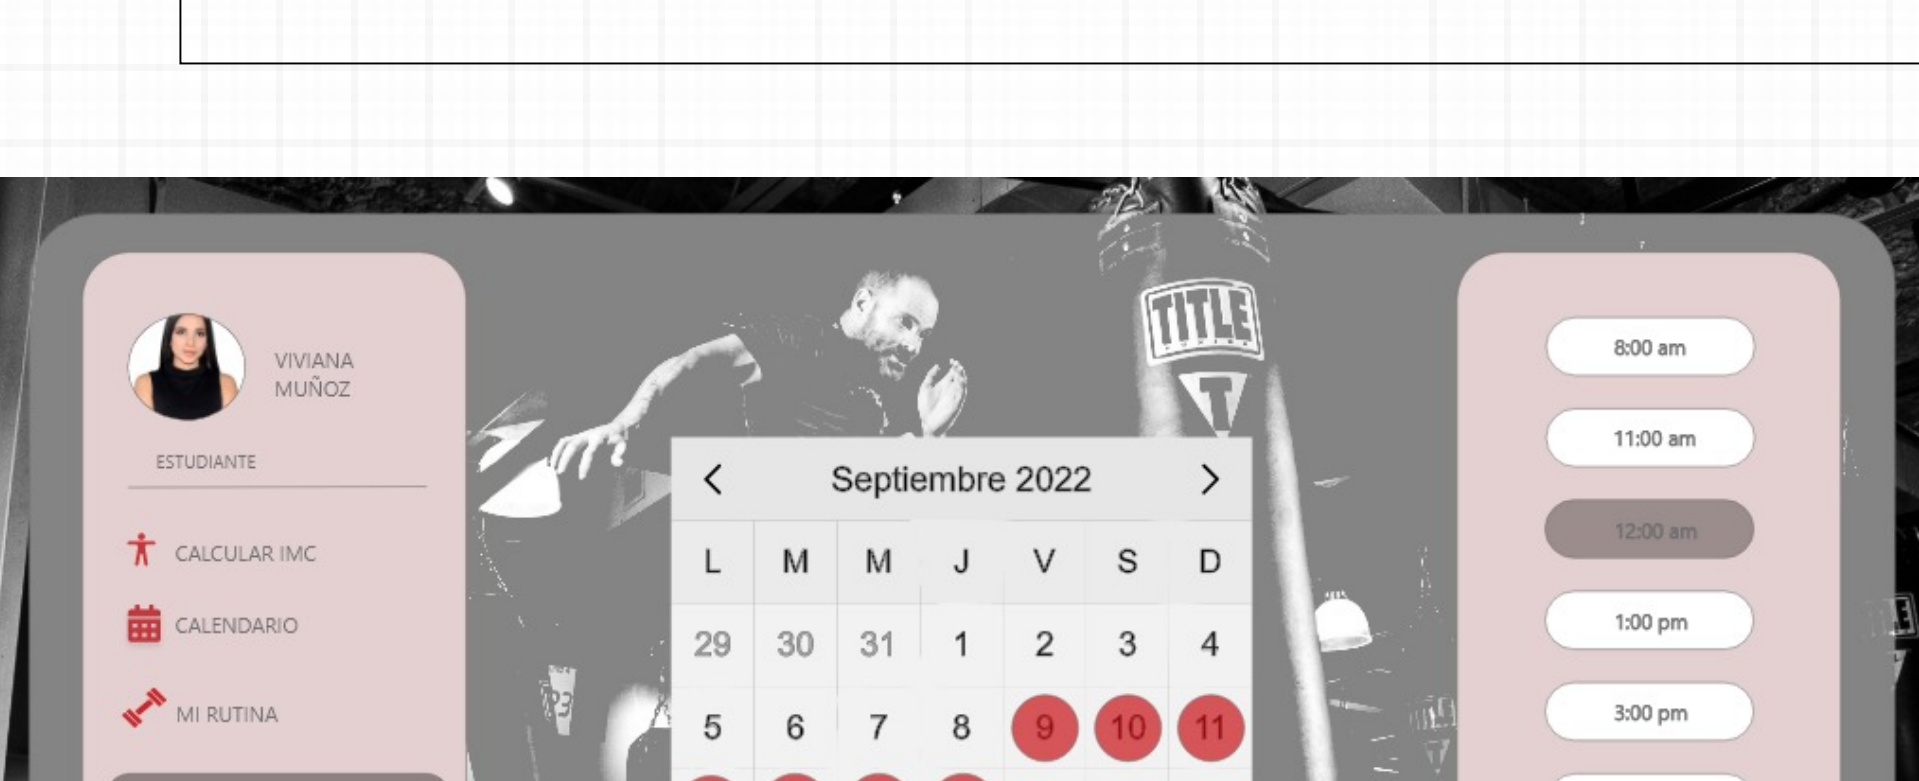 VIVIANA
MUÑOZ
ESTUDIANTE
CALCULAR IMC
CALENDARIO
MI RUTINA
TITLE
T
Septiembre 2022
L M M J V S D
29 30 31 1 2 3 4
5 6 7 8 9 10 11
8:00 am
11:00 am
12:00 am
1:00 pm
3:00 pm